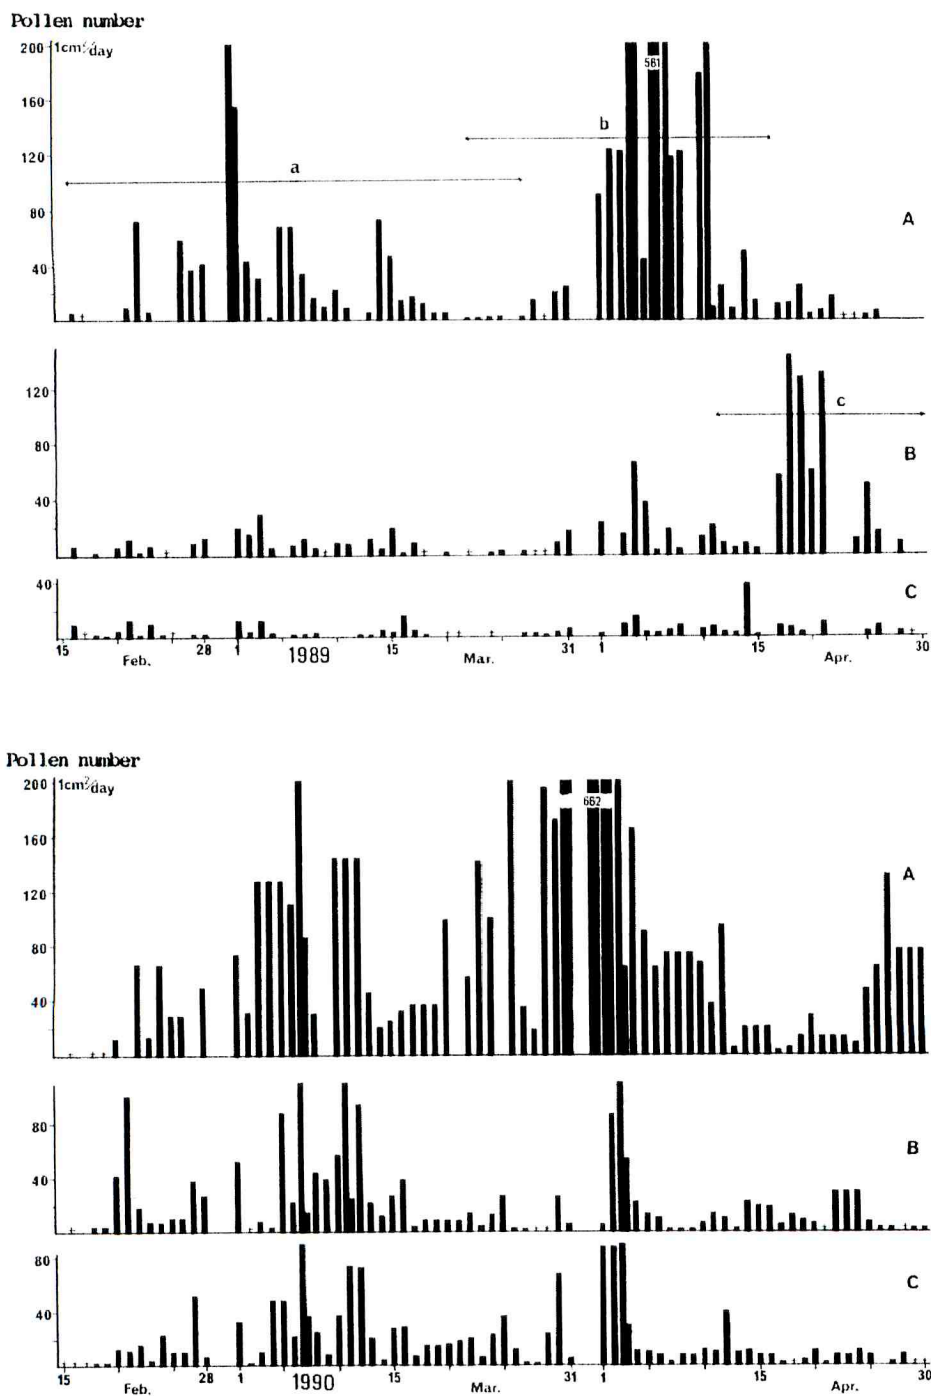 Pollen number
200 1cm²/day
581
160
b
120
a
80
A
40
120
c
80
B
40
40
C
15 28 1 15 31 1 15 30
Feb. 1989 Mar. Apr.
Pollen number
200 1cm²/day
662
160
120
A
80
40
80
B
40
80
C
40
15 28 1 15 31 1 15 30
Feb. 1990 Mar. Apr.